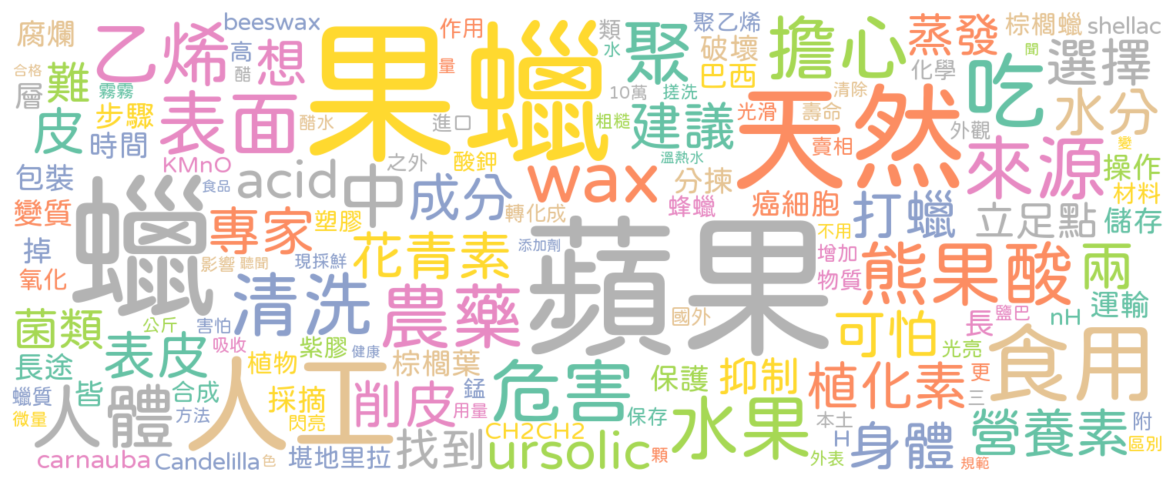 腐爛
乙烯
beeswax
作用
類
聚乙烯
擔心
蒸發
棕櫚蠟
shellac
合格
難
高
想
果蠟
量
水
聚
破壞
巴西
化學
吃
選擇
聞
層
霧霧
醋
10萬
搓洗
清除
皮
步驟
表面
醋水
進口
粗糙
建議
光滑
壽命
天然
外觀
水分
時間
賣相
變
KMnO
之外
酸鉀
溫熱水
來源
操作
包裝
食品
acid
中
成分
wax
分揀
癌細胞
打蠟
立足點
材料
儲存
變質
蠟
專家
塑膠
轉化成
蜂蠟
蘋果
不用
掉
影響
聽聞
現採鮮
花青素
添加劑
增加
熊果酸
兩
氧化
清洗
農藥
物質
運輸
菌類
公斤
害怕
紫膠
國外
可怕
長
鹽巴
nH
表皮
吸收
健康
光亮
食用
長途
植物
棕櫚葉
危害
保護
抑制
植化素
更
蠟質
皆
合成
人工
採摘
削皮
錳
三
微量
人體
方法
閃亮
用量
保存
水果
本土
營養素
附
CH2CH2
H
身體
區別
carnauba
Candelilla
色
堪地里拉
找到
ursolic
顆
外表
規範